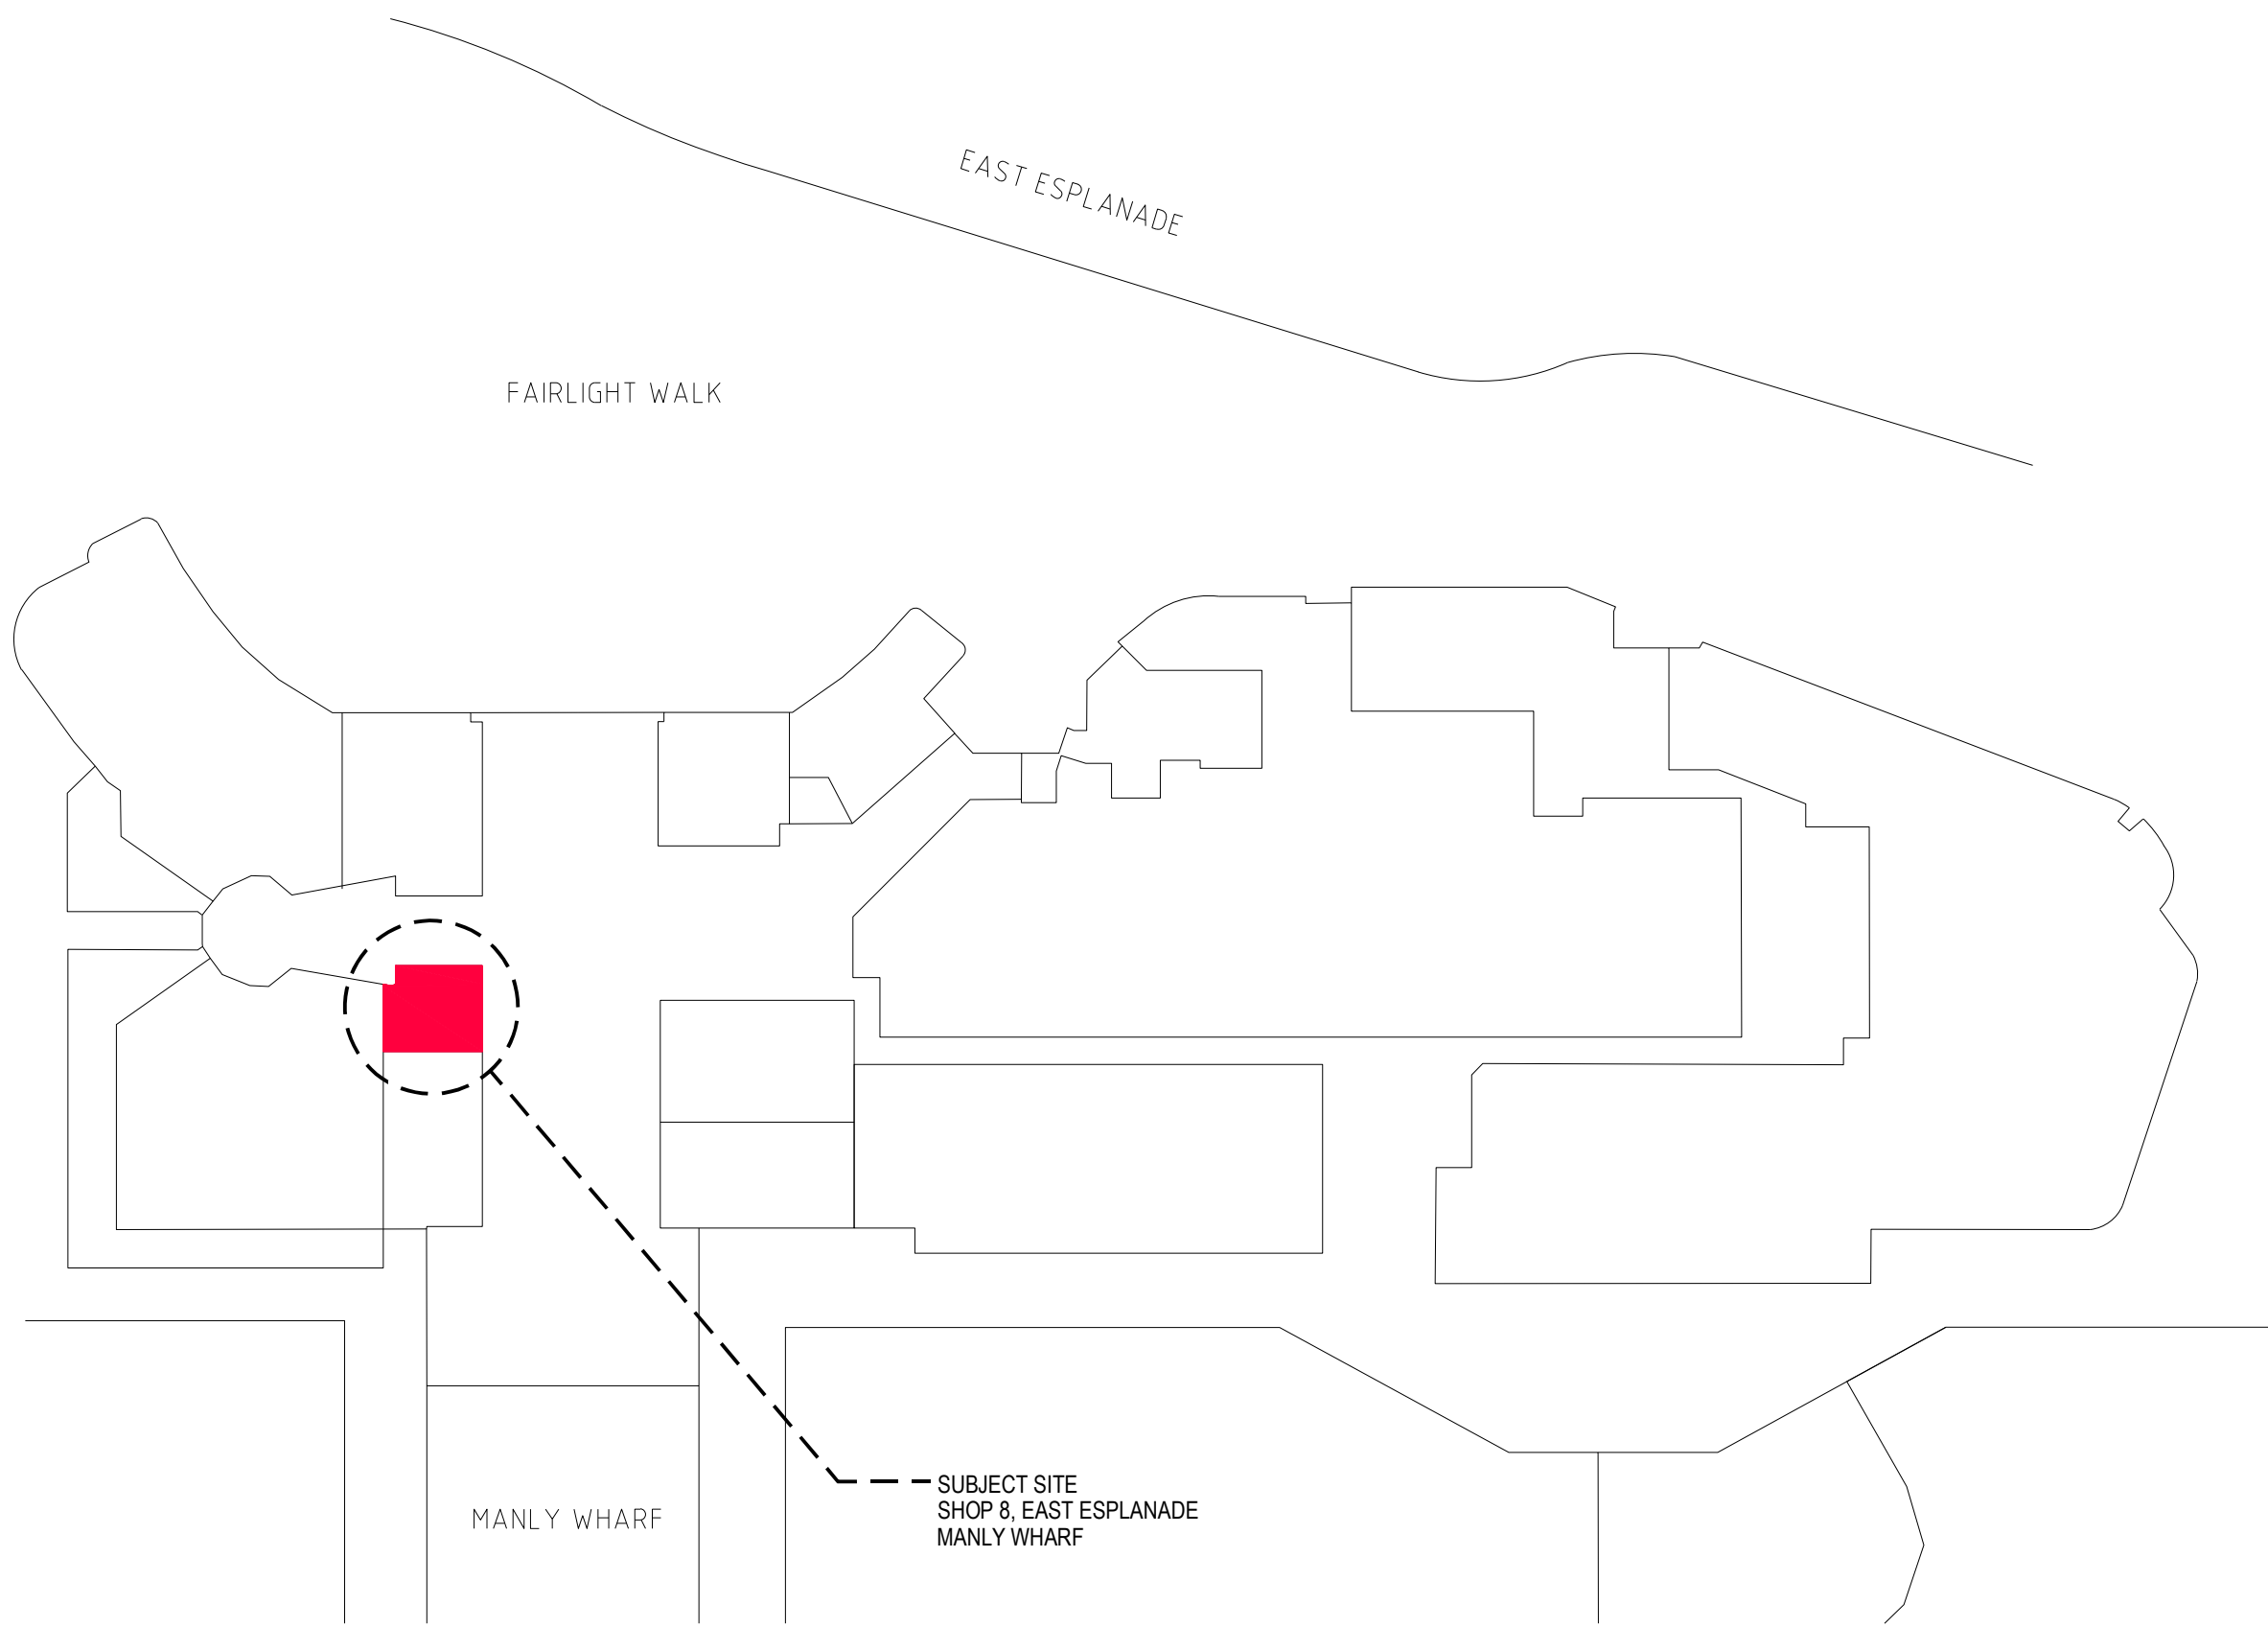 EAST ESPLANADE
FAIRLIGHT WALK
SUBJECT SITE
SHOP 8, EAST ESPLANADE
MANLY WHARF
MANLY WHARF